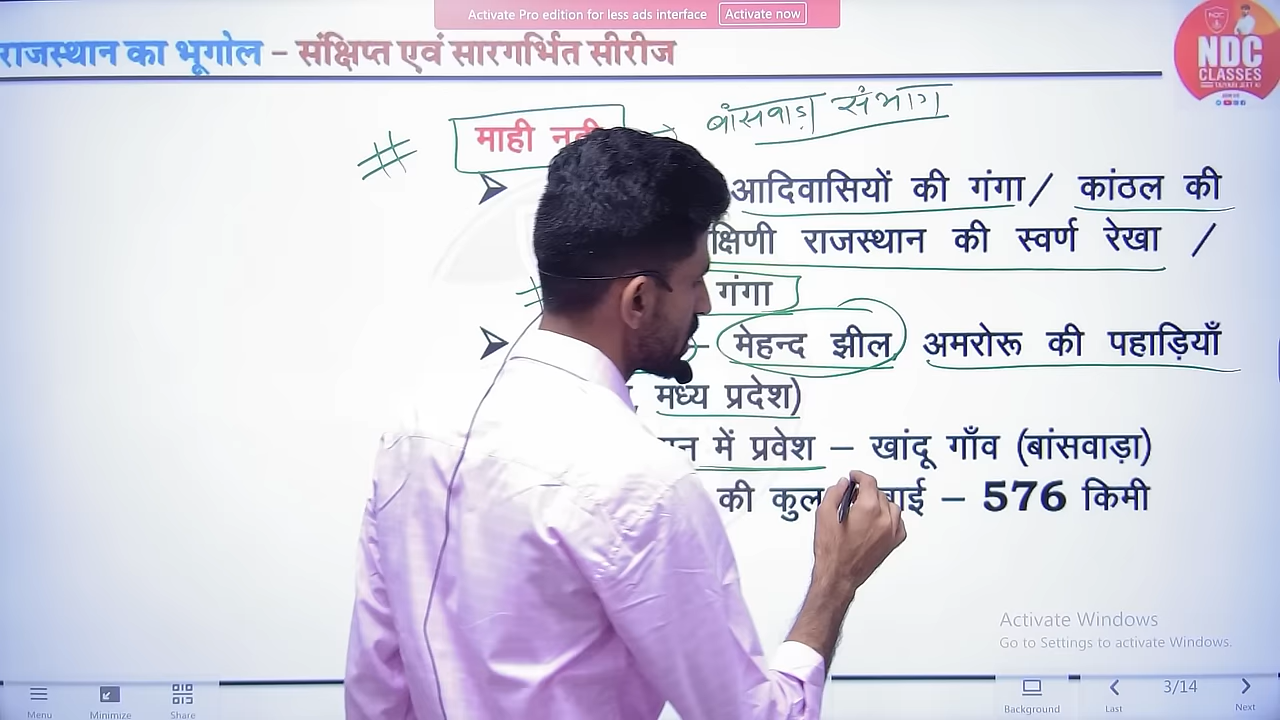 Activate Pro edition for less ads interface Activate now
राजस्थान का भूगोल – संक्षिप्त एवं सारगर्भित सीरीज
NDC
CLASSES
# माही बांसवाड़ा संभाग
आदिवासियों की गंगा/ कांठल की
राजस्थान की स्वर्ण रेखा /
गंगा
– मेहन्द झील अमरोरू की पहाड़ियाँ
मध्य प्रदेश)
में प्रवेश – खांदू गाँव (बांसवाड़ा)
की कुल – 576 किमी
Activate Windows
Go to Settings to activate Windows.
Menu Minimize Share Background Last 3/14 Next